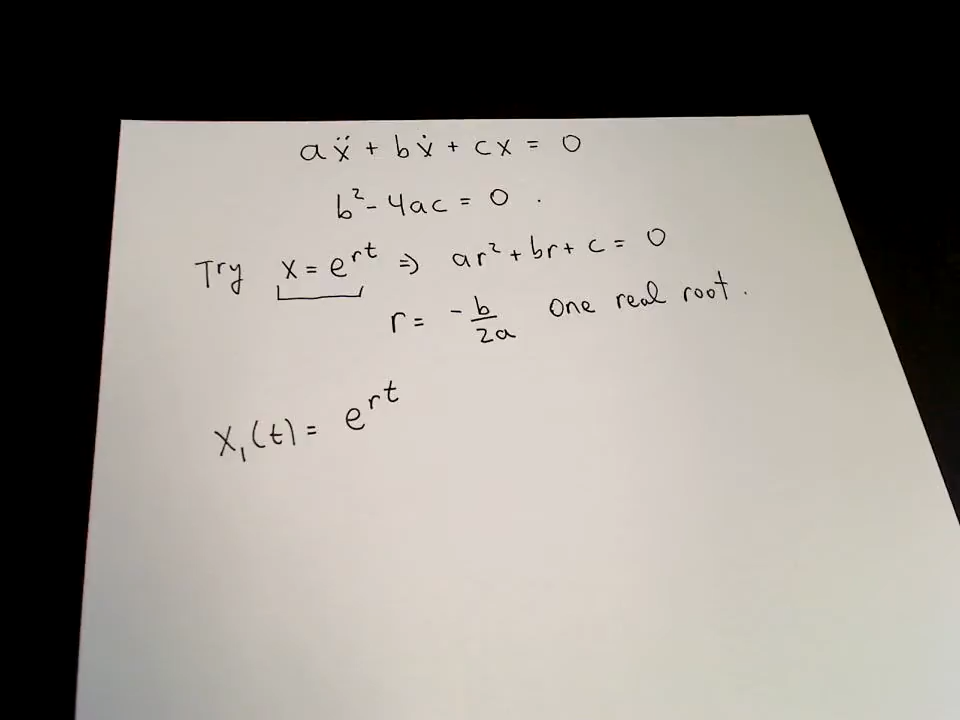 aẍ + bẋ + cx = 0
b² - 4ac = 0 .
Try x = e^{rt} ⇒ ar² + br + c = 0
r = -b/2a one real root .
x₁(t) = e^{rt}